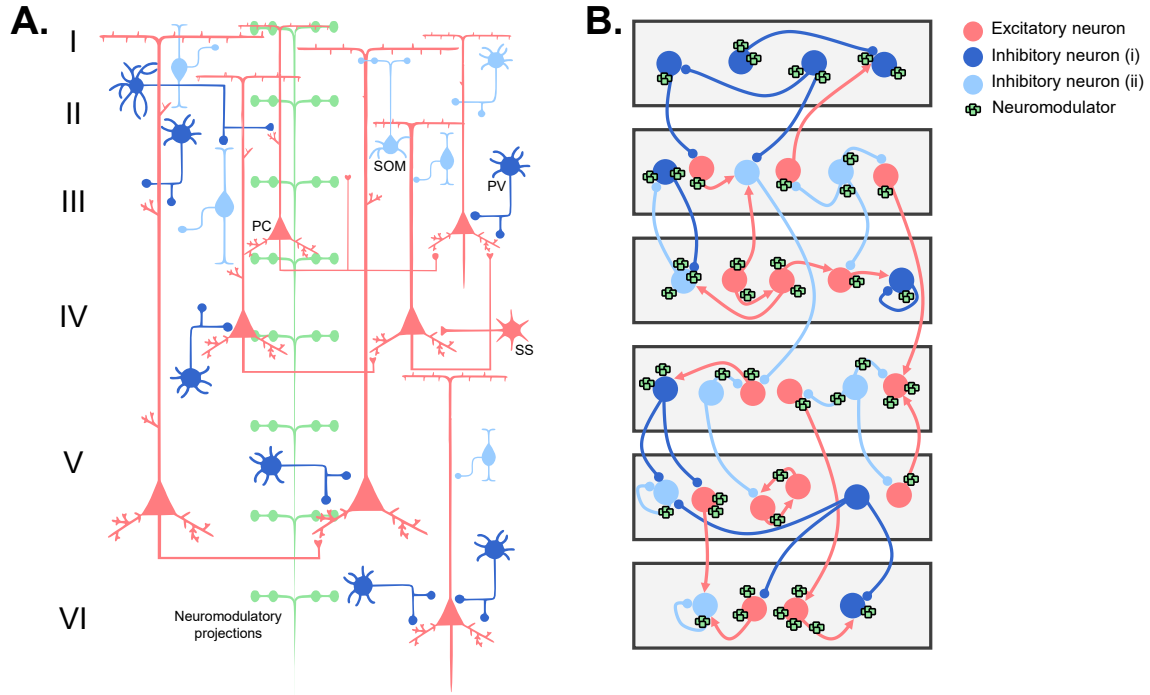 A.
I
II
III
IV
V
VI
SOM
PV
PC
SS
Neuromodulatory
projections
B.
Excitatory neuron
Inhibitory neuron (i)
Inhibitory neuron (ii)
Neuromodulator